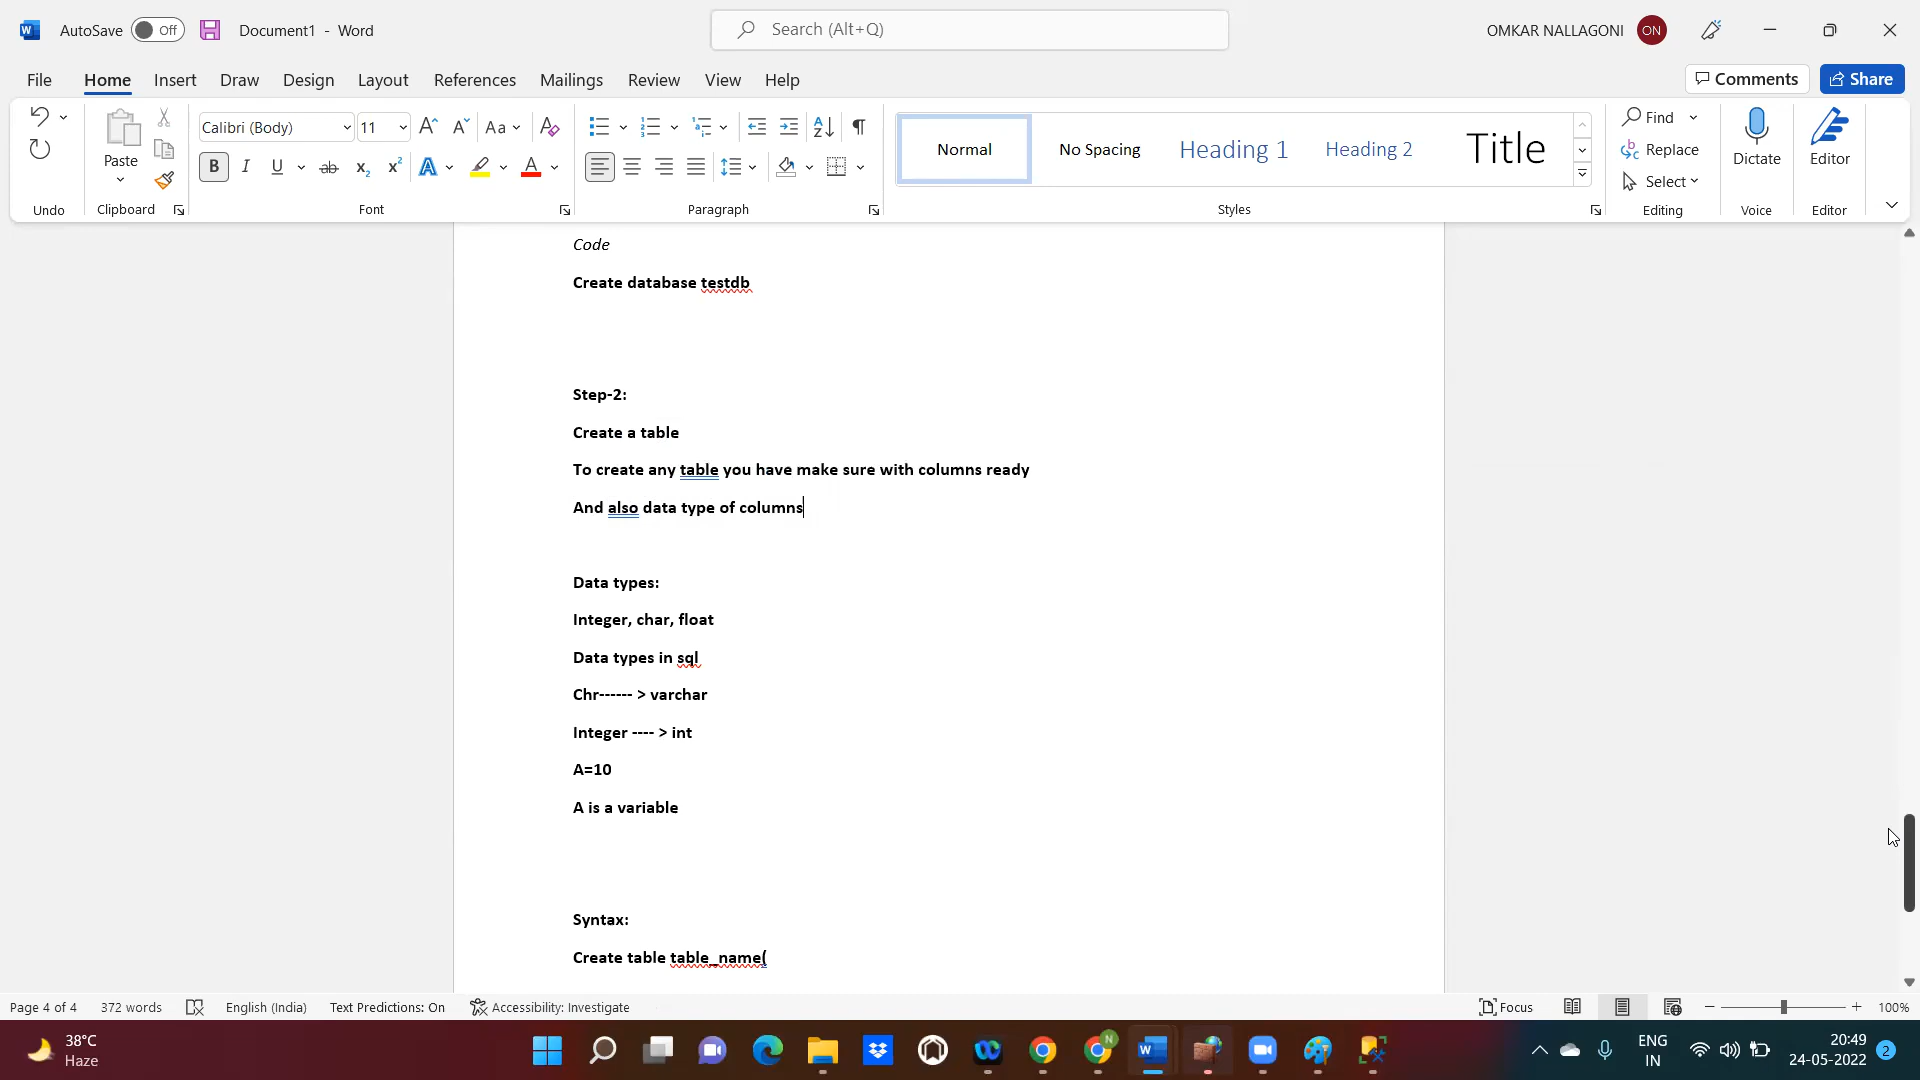 AutoSave Off Document1 - Word Search (Alt+Q) OMKAR NALLAGONI ON
File Home Insert Draw Design Layout References Mailings Review View Help Comments Share
Paste
Calibri (Body) 11 Aa
B I U ab x₂ x² A A
Normal No Spacing Heading 1 Heading 2 Title
Find
Replace
Select
Dictate Editor
Undo Clipboard Font Paragraph Styles Editing Voice Editor
Code
Create database testdb
Step-2:
Create a table
To create any table you have make sure with columns ready
And also data type of columns
Data types:
Integer, char, float
Data types in sql
Chr------ > varchar
Integer ---- > int
A=10
A is a variable
Syntax:
Create table table_name(
Page 4 of 4 372 words English (India) Text Predictions: On Accessibility: Investigate Focus 100%
38°C
Haze
ENG
IN
20:49
24-05-2022
2